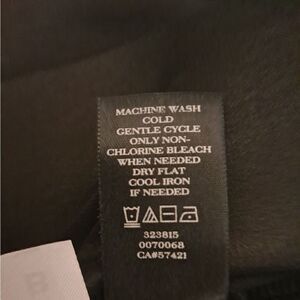 MACHINE WASH
COLD
GENTLE CYCLE
ONLY NON-
CHLORINE BLEACH
WHEN NEEDED
DRY FLAT
COOL IRON
IF NEEDED
323815
0070068
CA#57421